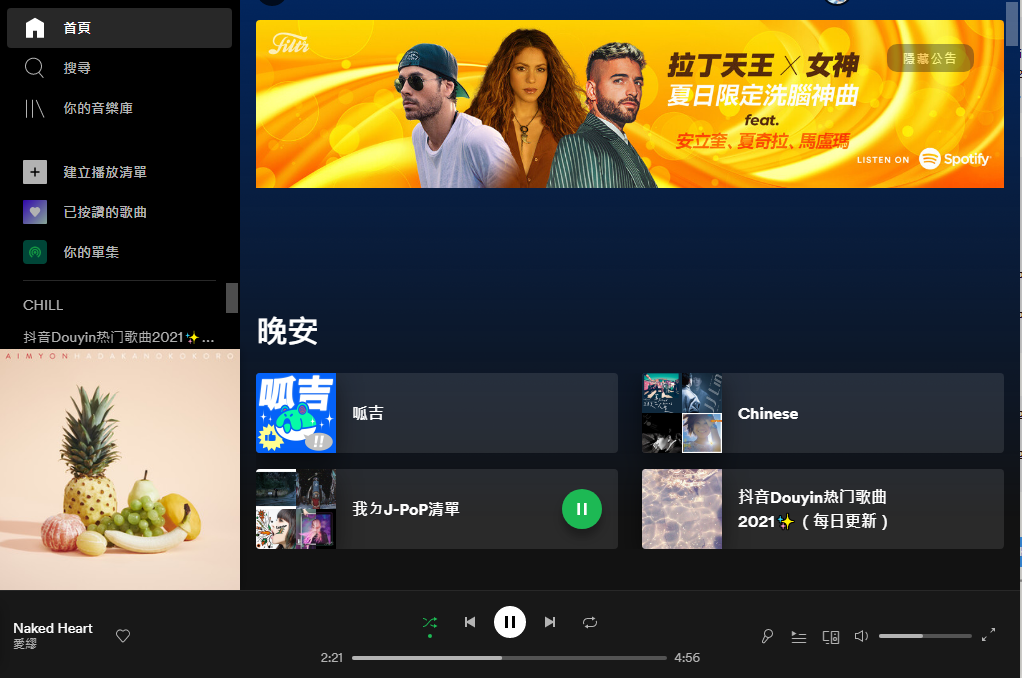 首頁
搜尋
你的音樂庫
建立播放清單
已按讚的歌曲
你的單集
CHILL
抖音Douyin热门歌曲2021✨...
AIMYON HADAKANOKOKORO
Filtr
拉丁天王 X 女神
夏日限定洗腦神曲
feat.
安立奎、夏奇拉、馬盧瑪
隱藏公告
LISTEN ON Spotify
晚安
呱吉
!!
呱吉
Chinese
我ㄉJ-PoP清單
抖音Douyin热门歌曲
2021✨（每日更新）
Naked Heart
愛繆
2:21
4:56